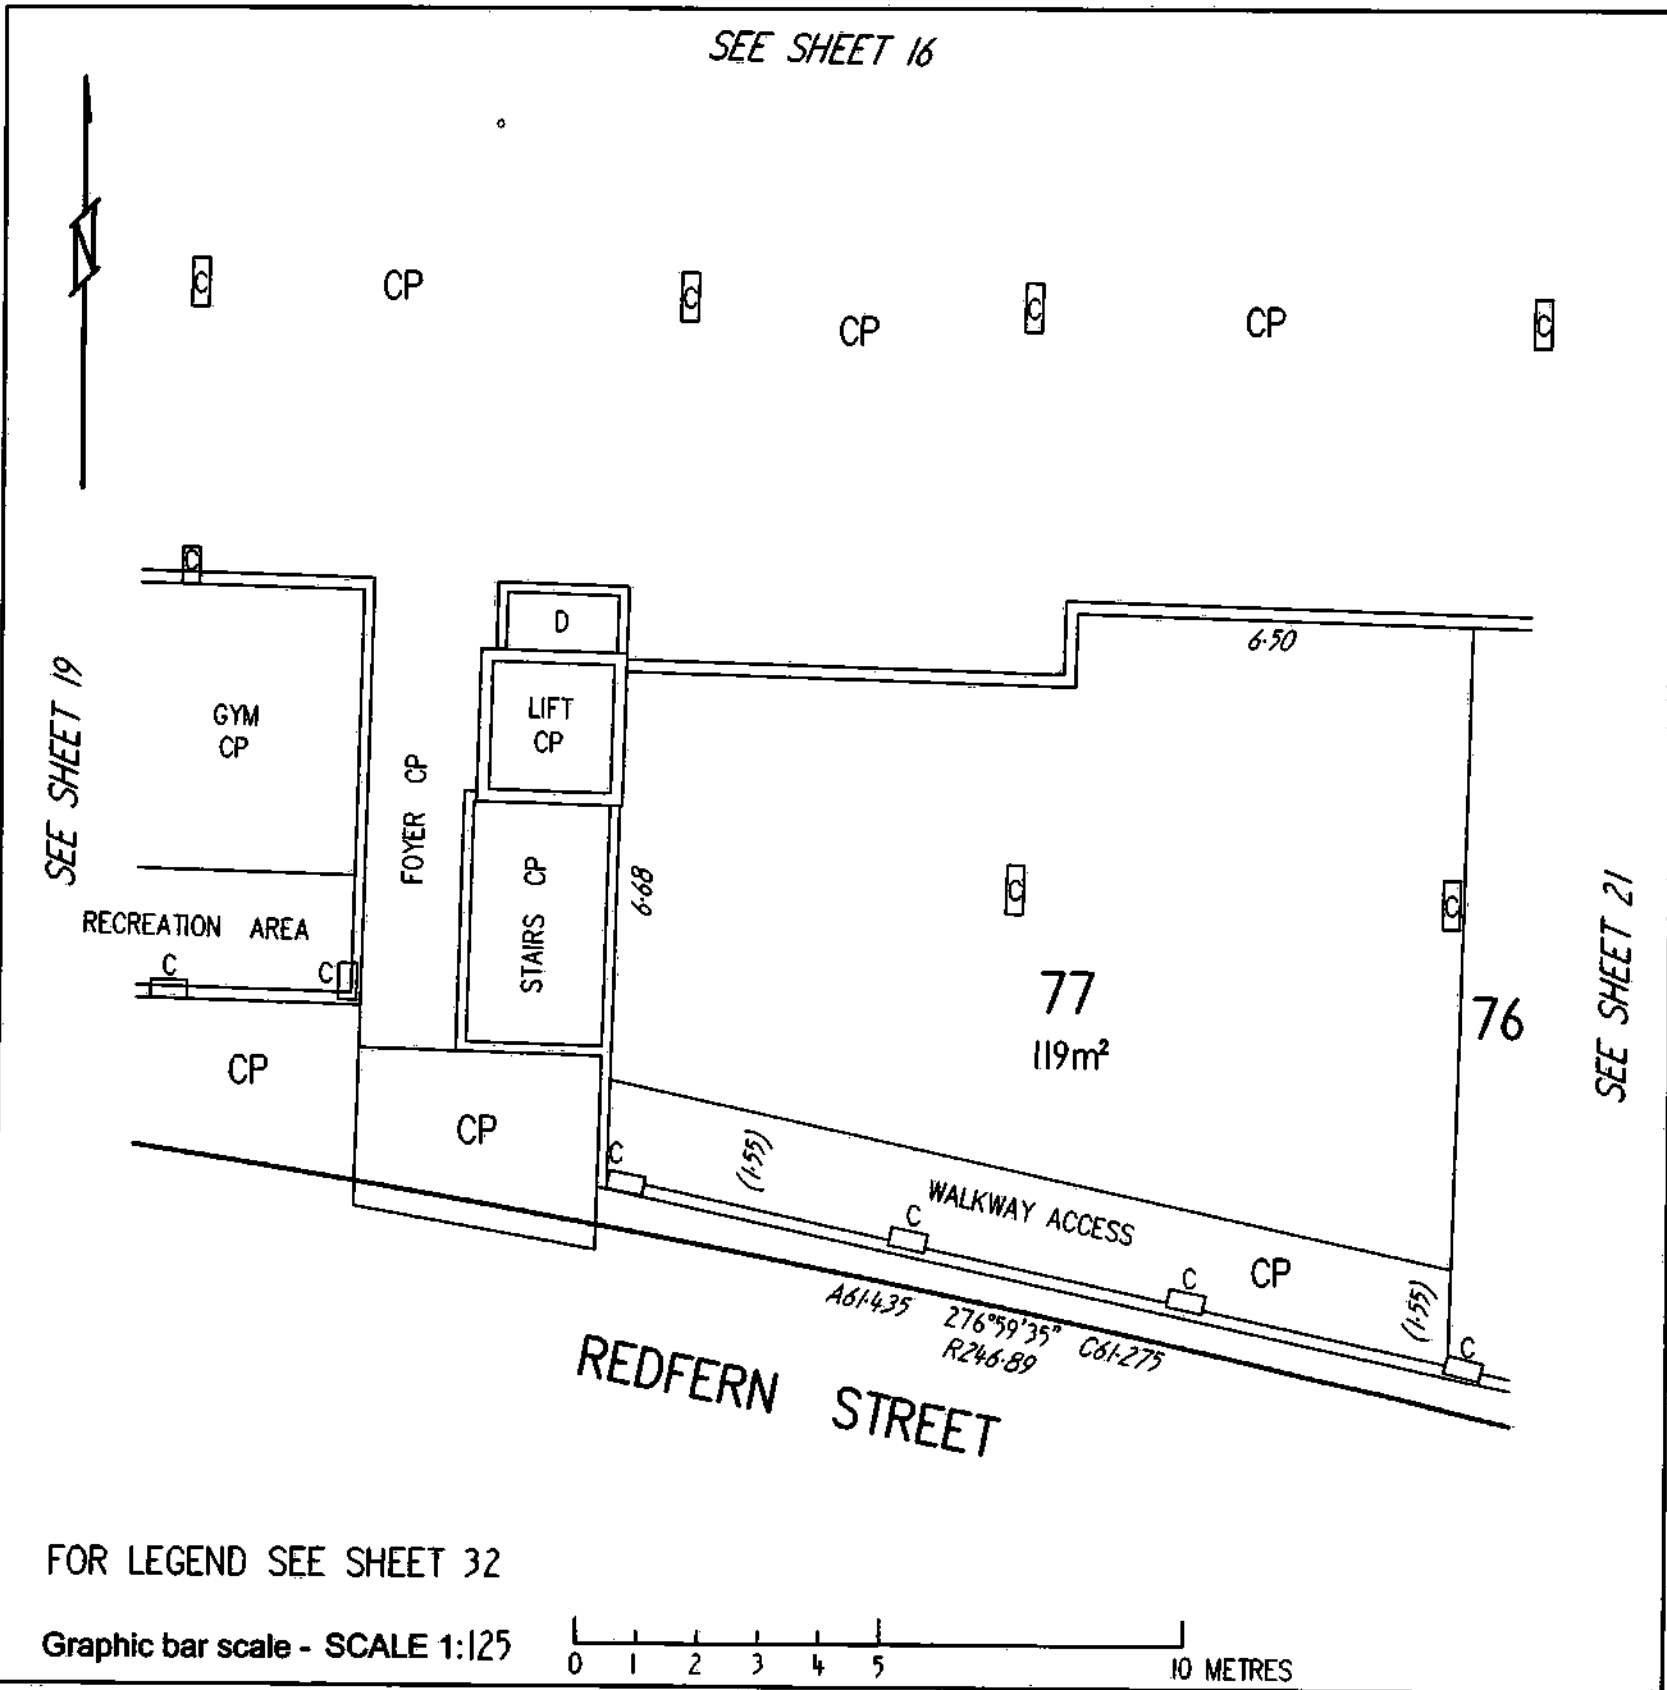 SEE SHEET 16
C
CP
C
CP
C
CP
C
C
D
6·50
SEE SHEET 19
GYM
CP
LIFT
CP
FOYER CP
STAIRS CP
6·68
C
C
SEE SHEET 21
RECREATION AREA
C
C
77
119m²
76
CP
CP
C
(1·55)
WALKWAY ACCESS
C
CP
C
(1·55)
C
A61·435 276°59'35" C61·275
R246·89
REDFERN STREET
FOR LEGEND SEE SHEET 32
Graphic bar scale - SCALE 1:125
0 1 2 3 4 5 10 METRES